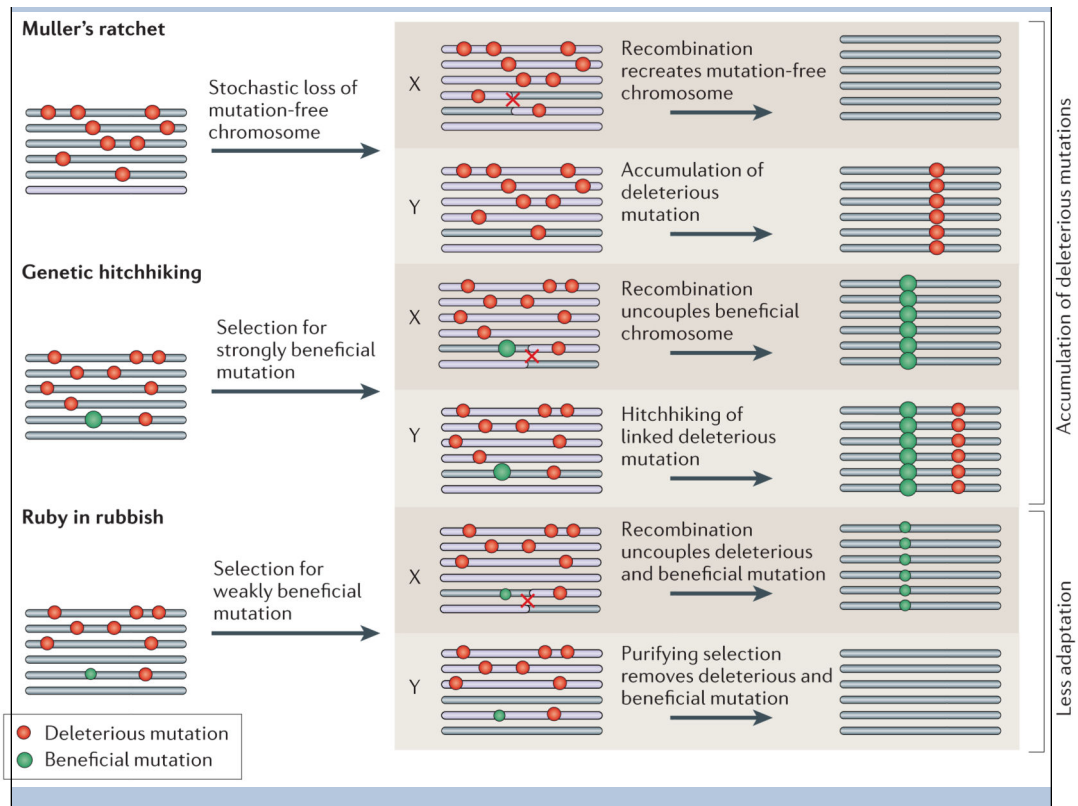 Muller's ratchet
Stochastic loss of
mutation-free
chromosome
X
Recombination
recreates mutation-free
chromosome
Y
Accumulation of
deleterious
mutation
Genetic hitchhiking
Selection for
strongly beneficial
mutation
X
Recombination
uncouples beneficial
chromosome
Y
Hitchhiking of
linked deleterious
mutation
Accumulation of deleterious mutations
Ruby in rubbish
Selection for
weakly beneficial
mutation
X
Recombination
uncouples deleterious
and beneficial mutation
Y
Purifying selection
removes deleterious and
beneficial mutation
Less adaptation
Deleterious mutation
Beneficial mutation